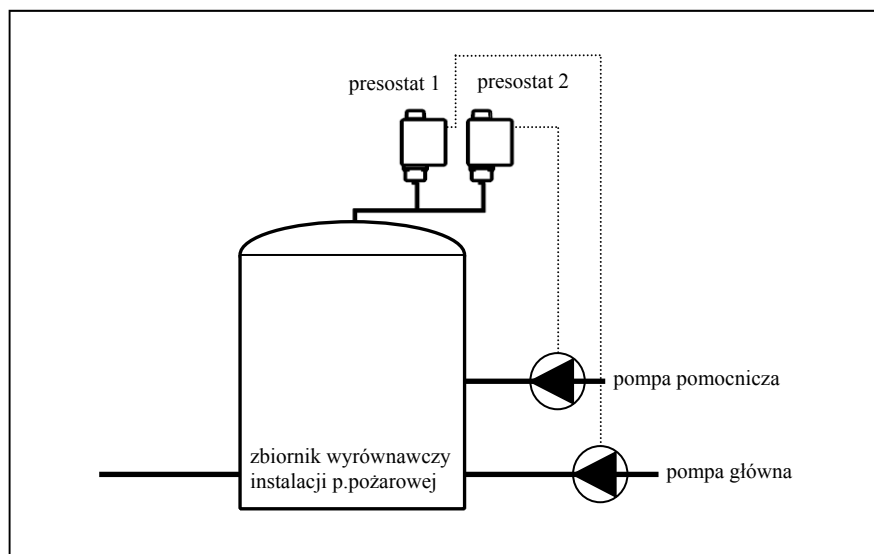 presostat 1
presostat 2
pompa pomocnicza
zbiornik wyrównawczy
instalacji p.pożarowej
pompa główna